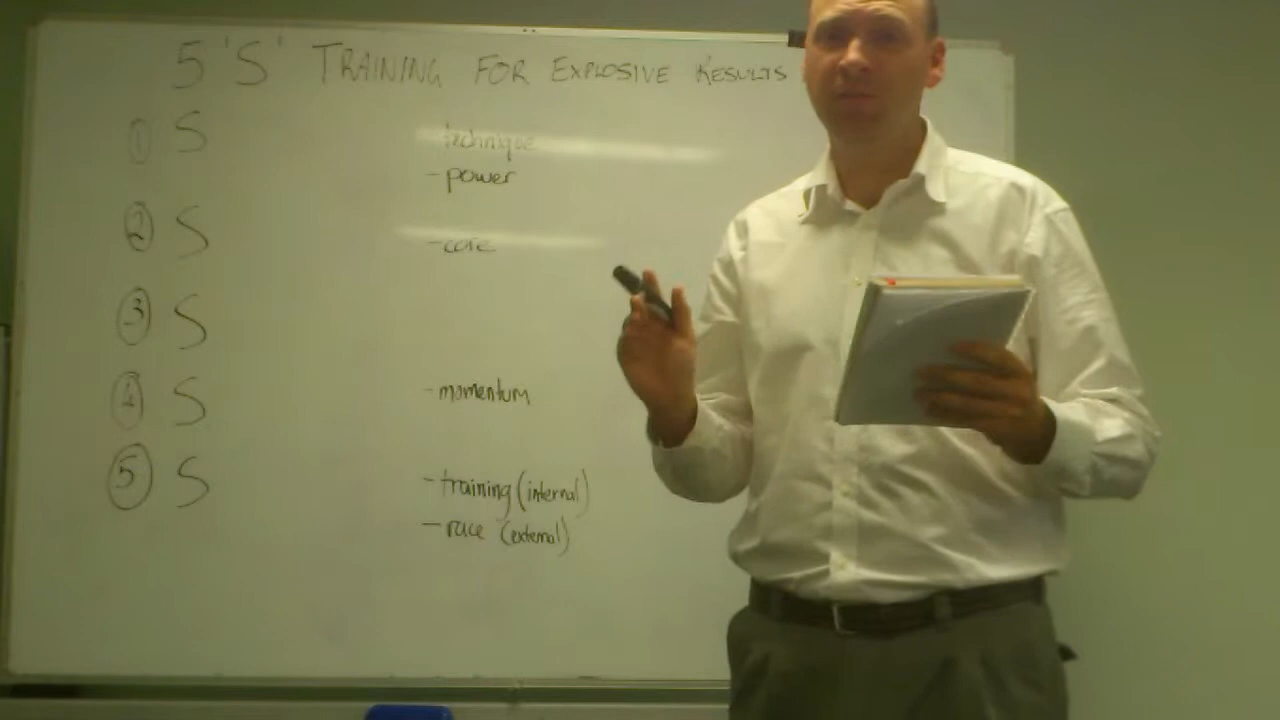 5 'S' TRAINING FOR EXPLOSIVE RESULTS
① S
- technique
- power
② S
- core
③ S
④ S
- momentum
⑤ S
- training (internal)
- race (external)